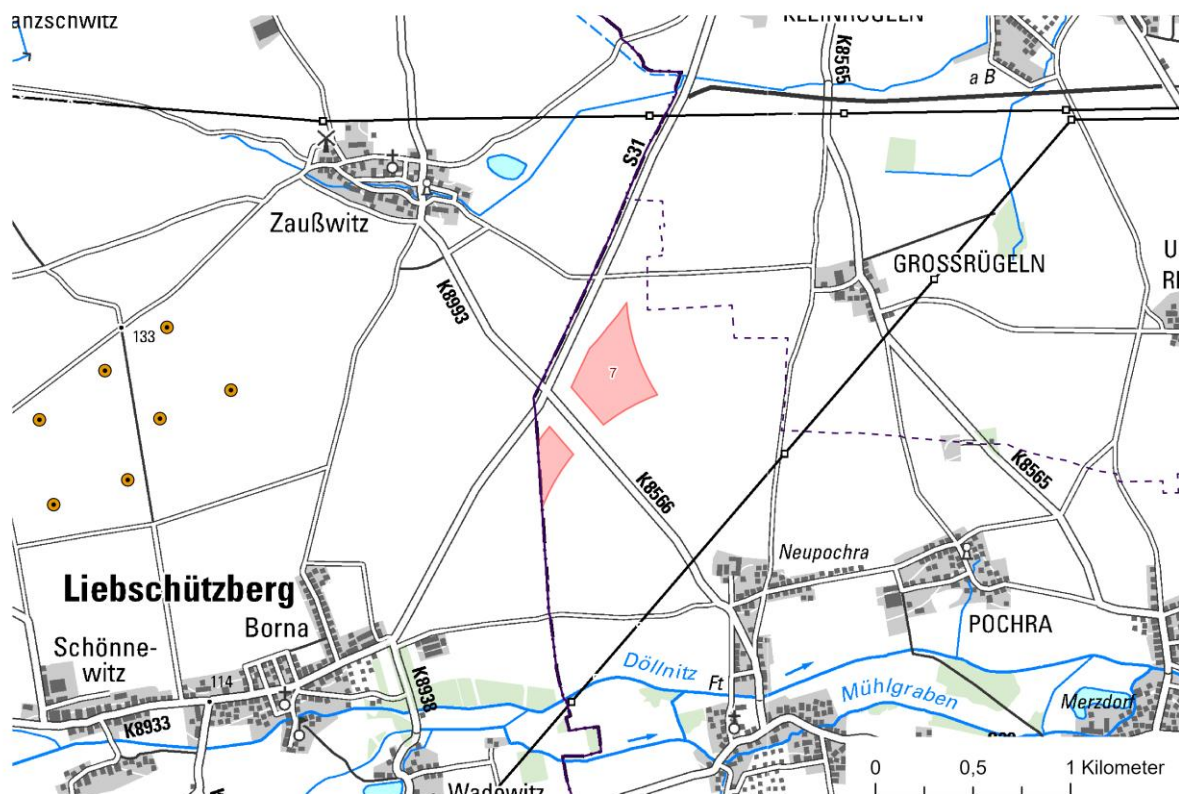 KLEINRÜGELN
K8565
a B
S31
Zaußwitz
GROSSRÜGELN
K8993
133
7
K8566
K8565
Neupochra
Liebschützberg
Borna
Schönne-
witz
POCHRA
114
K8938
Döllnitz
Ft
Mühlgraben
Merzdorf
K8933
0
0,5
1 Kilometer